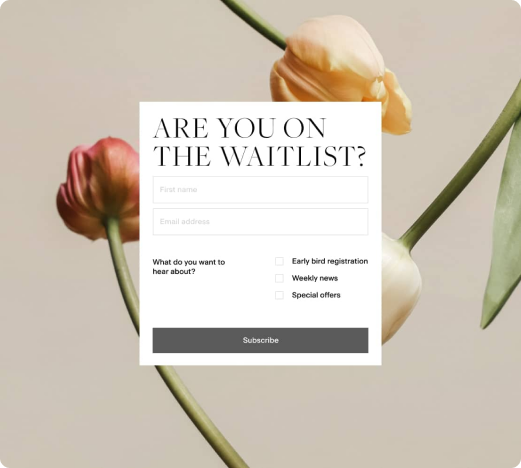 ARE YOU ON
THE WAITLIST?
First name
Email address
What do you want to
hear about?
Early bird registration
Weekly news
Special offers
Subscribe